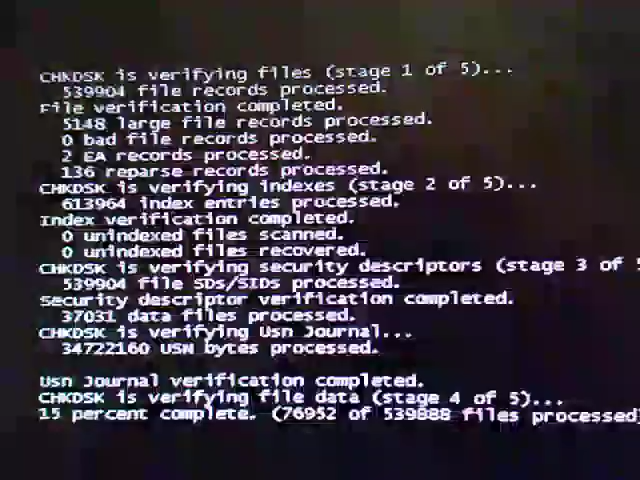 CHKDSK is verifying files (stage 1 of 5)...
539904 file records processed.
File verification completed.
5148 large file records processed.
0 bad file records processed.
2 EA records processed.
136 reparse records processed.
CHKDSK is verifying indexes (stage 2 of 5)...
613964 index entries processed.
Index verification completed.
0 unindexed files scanned.
0 unindexed files recovered.
CHKDSK is verifying security descriptors (stage 3 of 5
539904 file SDs/SIDs processed.
Security descriptor verification completed.
37031 data files processed.
CHKDSK is verifying Usn Journal...
34722160 USN bytes processed.
Usn Journal verification completed.
CHKDSK is verifying file data (stage 4 of 5)...
15 percent complete. (76952 of 539888 files processed)